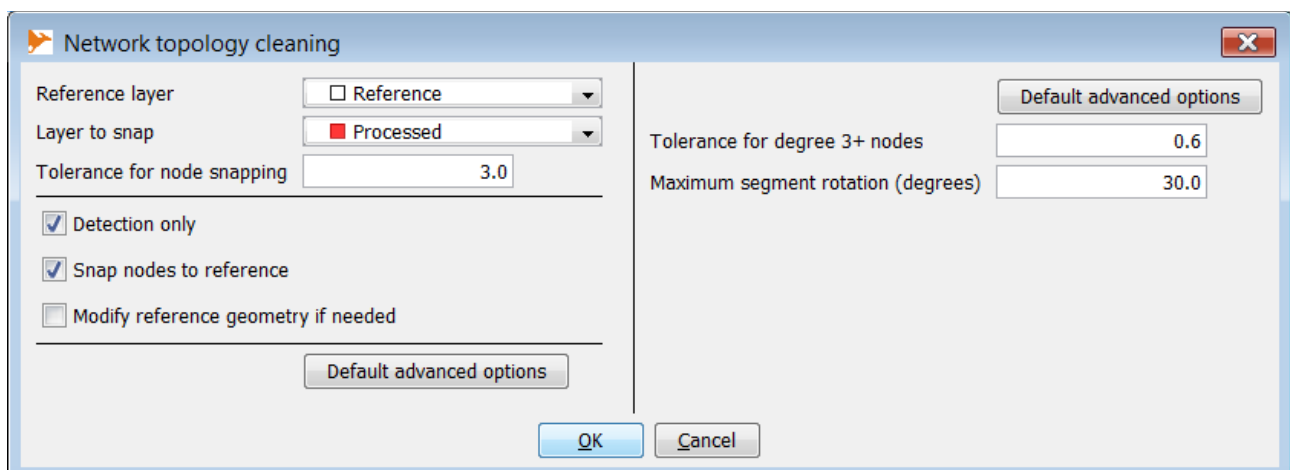 Network topology cleaning
Reference layer Reference
Layer to snap Processed
Tolerance for node snapping 3.0
Detection only
Snap nodes to reference
Modify reference geometry if needed
Default advanced options
Default advanced options
Tolerance for degree 3+ nodes 0.6
Maximum segment rotation (degrees) 30.0
OK Cancel